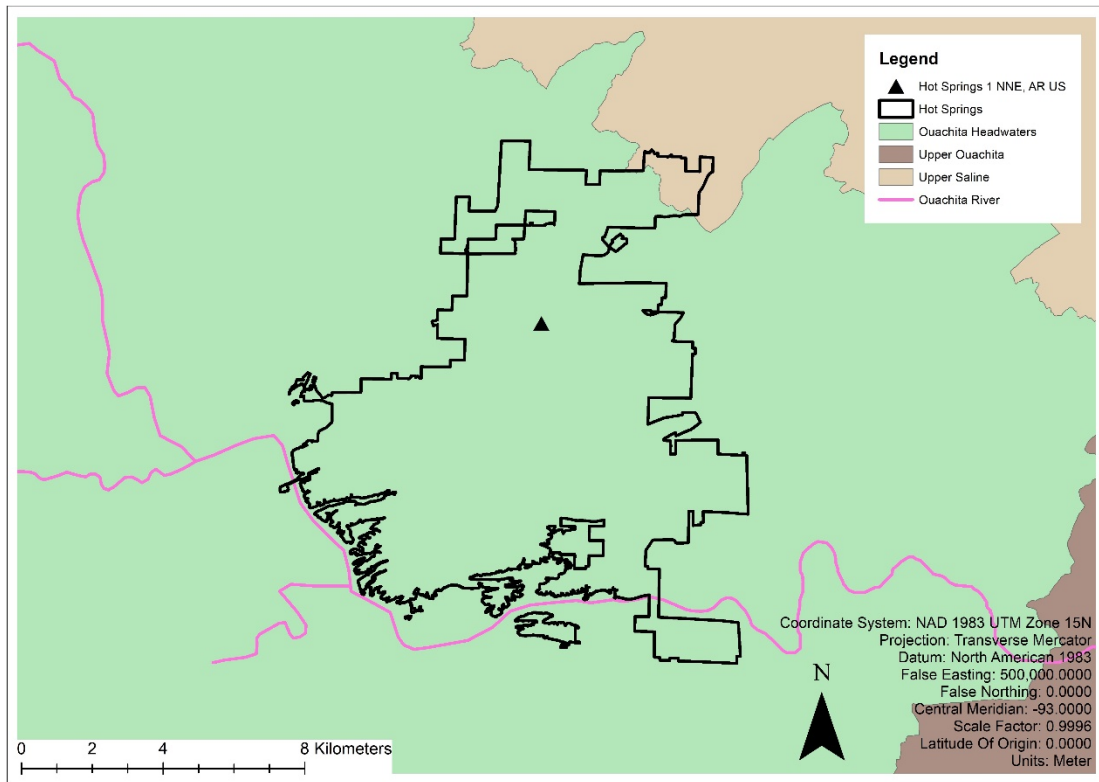 Legend
Hot Springs 1 NNE, AR US
Hot Springs
Ouachita Headwaters
Upper Ouachita
Upper Saline
Ouachita River
Coordinate System: NAD 1983 UTM Zone 15N
Projection: Transverse Mercator
Datum: North American 1983
False Easting: 500,000.0000
False Northing: 0.0000
Central Meridian: -93.0000
Scale Factor: 0.9996
Latitude Of Origin: 0.0000
Units: Meter
N
0 2 4 8 Kilometers